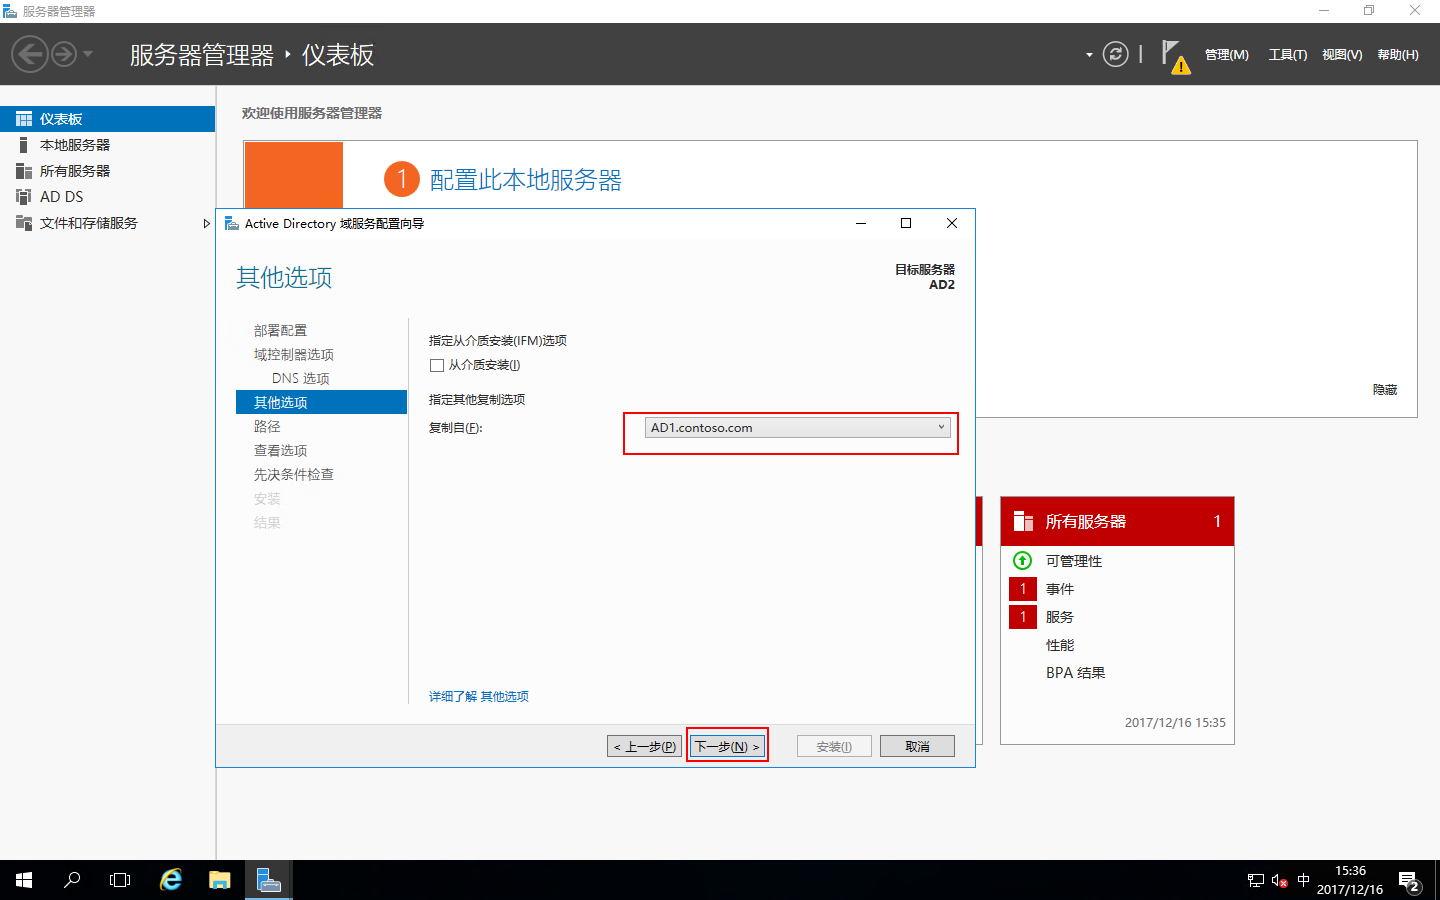 服务器管理器
服务器管理器 · 仪表板
管理(M) 工具(T) 视图(V) 帮助(H)
仪表板
本地服务器
所有服务器
AD DS
文件和存储服务
欢迎使用服务器管理器
1 配置此本地服务器
隐藏
Active Directory 域服务配置向导
其他选项
目标服务器
AD2
部署配置
域控制器选项
DNS 选项
其他选项
路径
查看选项
先决条件检查
安装
结果
指定从介质安装(IFM)选项
从介质安装(I)
指定其他复制选项
复制自(F):
AD1.contoso.com
详细了解 其他选项
< 上一步(P) 下一步(N) > 安装(I) 取消
所有服务器 1
可管理性
1 事件
1 服务
性能
BPA 结果
2017/12/16 15:35
中
15:36
2017/12/16
2